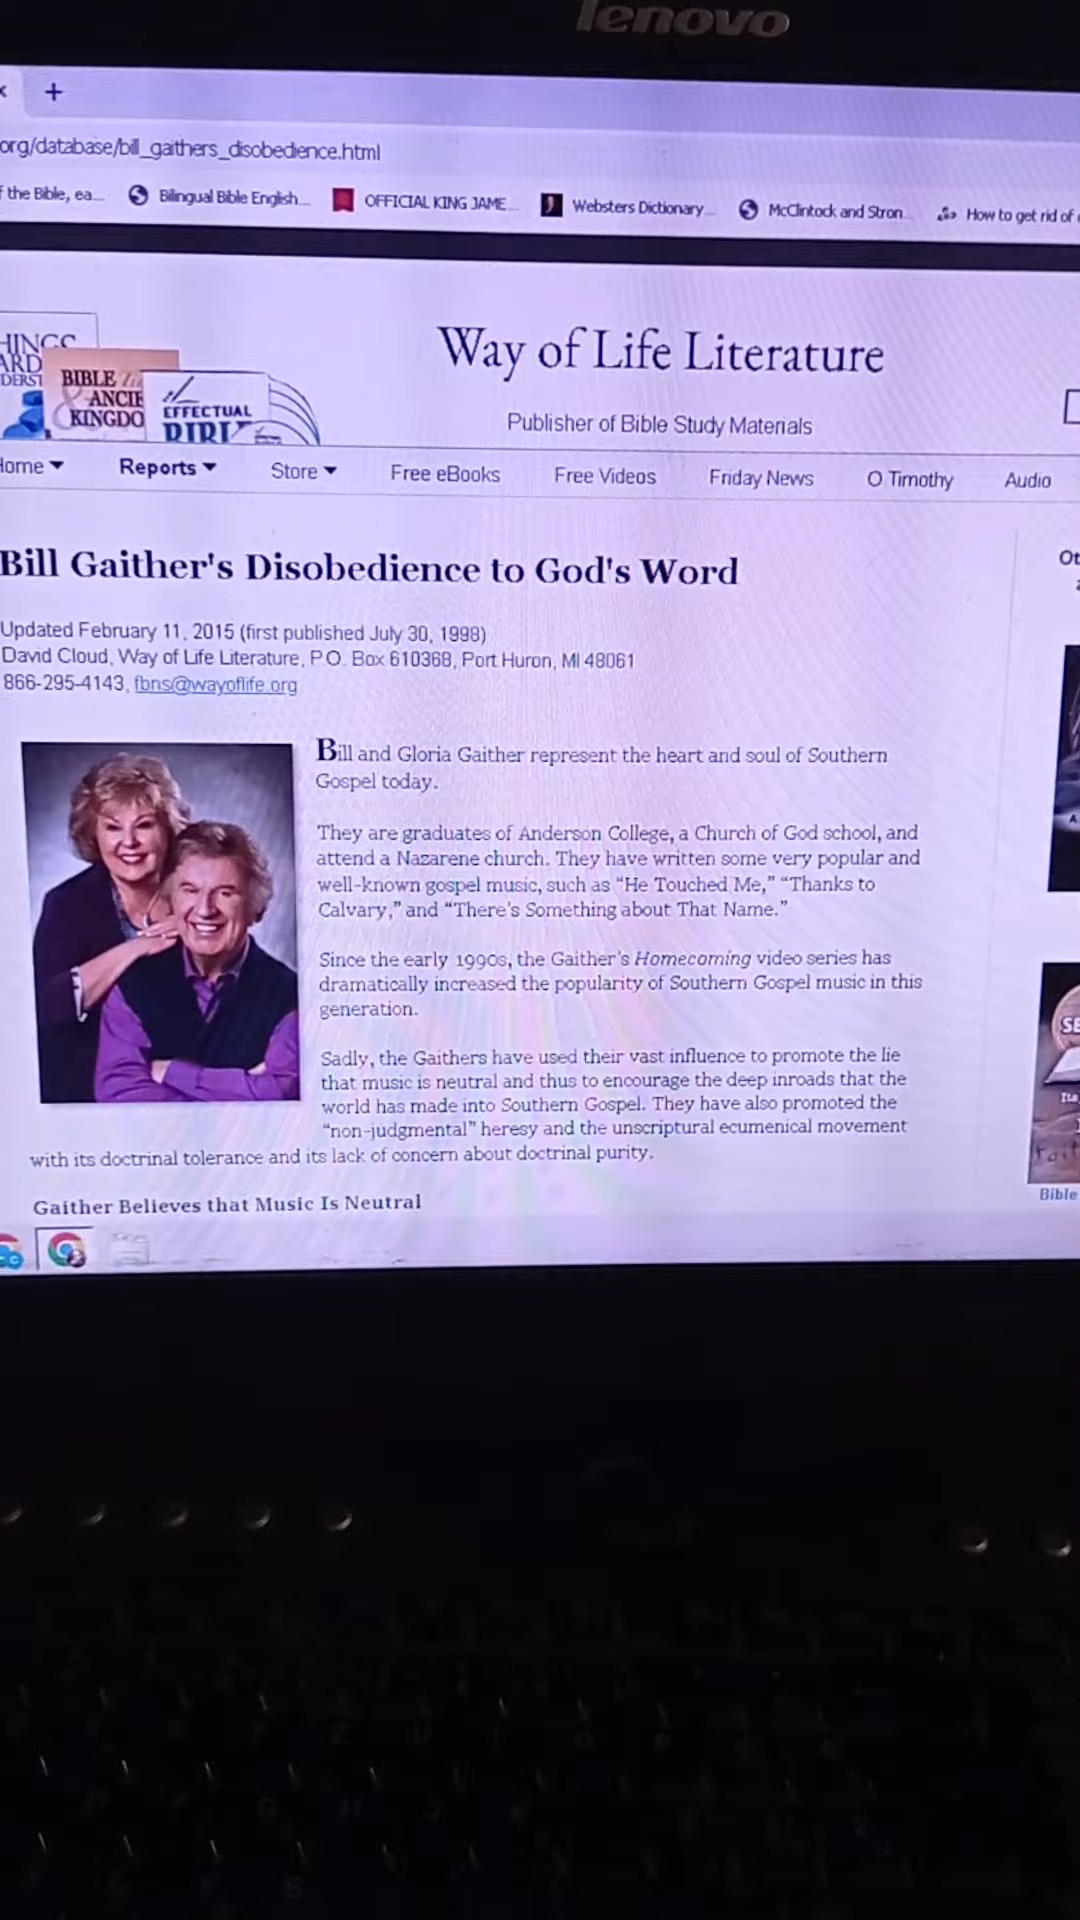 lenovo
x +
org/database/bill_gaithers_disobedience.html
f the Bible, ea... Bilingual Bible English... OFFICIAL KING JAME... Websters Dictionary... McClintock and Stron... How to get rid of
HINGS
ARD
DERST
BIBLE
ANCIE
KINGDO
EFFECTUAL
BIBL
Way of Life Literature
Publisher of Bible Study Materials
Home Reports Store Free eBooks Free Videos Friday News O Timothy Audio
Bill Gaither's Disobedience to God's Word
Ot
Updated February 11, 2015 (first published July 30, 1998)
David Cloud, Way of Life Literature, P.O. Box 610368, Port Huron, MI 48061
866-295-4143, fbns@wayoflife.org
Bill and Gloria Gaither represent the heart and soul of Southern
Gospel today.
They are graduates of Anderson College, a Church of God school, and
attend a Nazarene church. They have written some very popular and
well-known gospel music, such as “He Touched Me,” “Thanks to
Calvary,” and “There’s Something about That Name.”
Since the early 1990s, the Gaither’s Homecoming video series has
dramatically increased the popularity of Southern Gospel music in this
generation.
Sadly, the Gaithers have used their vast influence to promote the lie
that music is neutral and thus to encourage the deep inroads that the
world has made into Southern Gospel. They have also promoted the
“non-judgmental” heresy and the unscriptural ecumenical movement
with its doctrinal tolerance and its lack of concern about doctrinal purity.
Gaither Believes that Music Is Neutral
SE
Bible